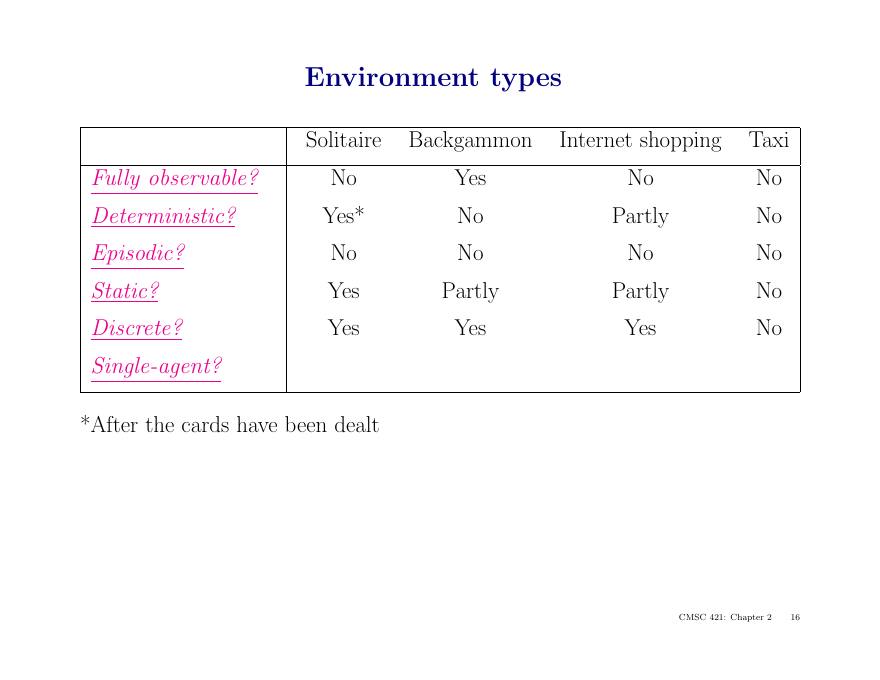 Environment types
Solitaire Backgammon Internet shopping Taxi
Fully observable? No Yes No No
Deterministic? Yes* No Partly No
Episodic? No No No No
Static? Yes Partly Partly No
Discrete? Yes Yes Yes No
Single-agent?
*After the cards have been dealt
CMSC 421: Chapter 2 16